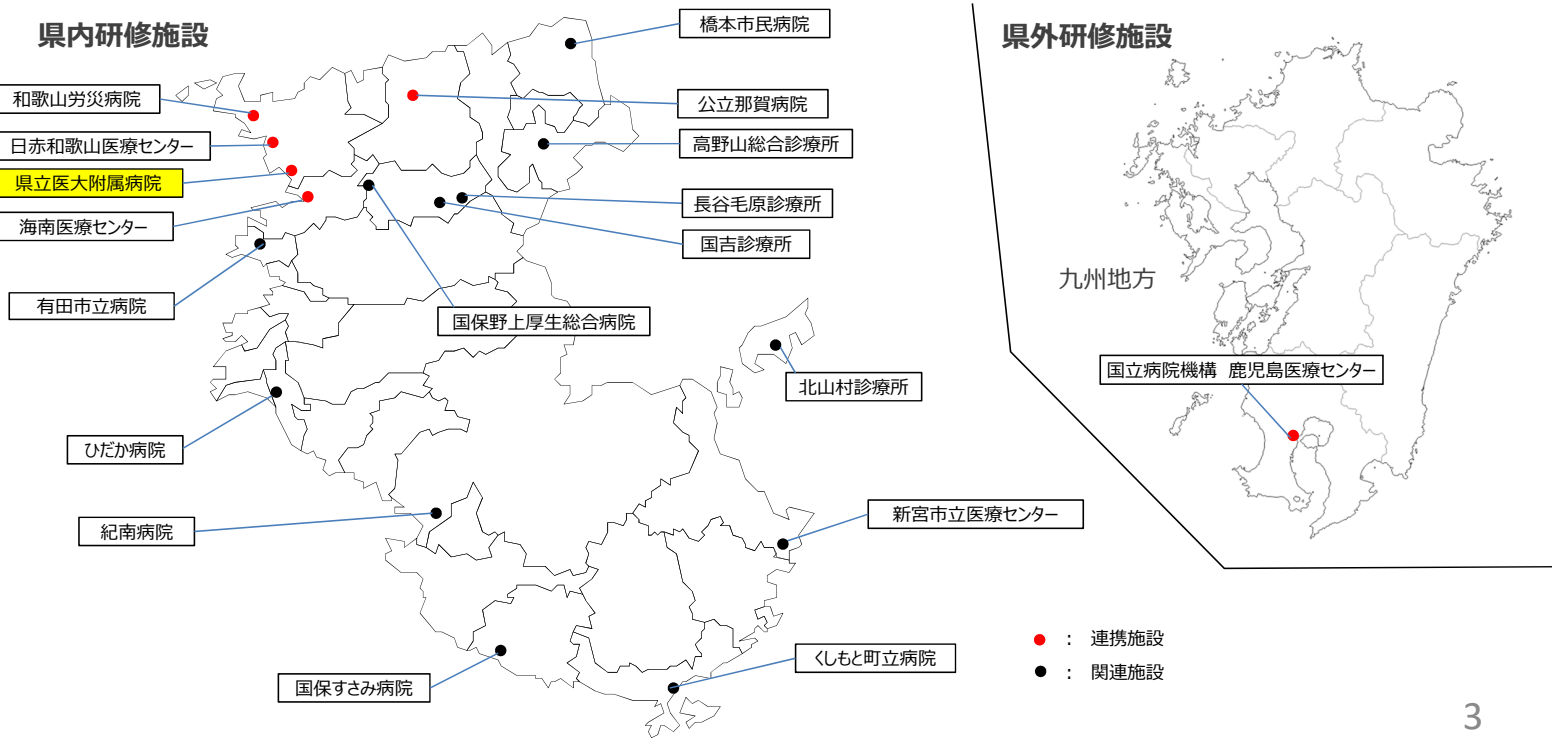 県内研修施設
県外研修施設
橋本市民病院
和歌山労災病院
公立那賀病院
日赤和歌山医療センター
高野山総合診療所
県立医大附属病院
長谷毛原診療所
海南医療センター
国吉診療所
有田市立病院
国保野上厚生総合病院
北山村診療所
ひだか病院
紀南病院
新宮市立医療センター
国保すさみ病院
くしもと町立病院
九州地方
国立病院機構 鹿児島医療センター
● : 連携施設
● : 関連施設
3